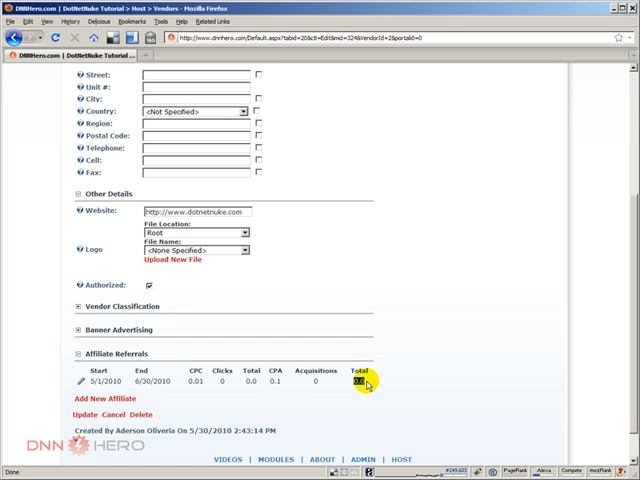 DNNHero.com | DotNetNuke Tutorial > Host > Vendors - Mozilla Firefox
File Edit View History Delicious Bookmarks Tools Help Related Links
http://www.dnnhero.com/Default.aspx?tabid=20&ctl=Edit&mid=324&VendorId=2&portalid=0
DNNHero.com | DotNetNuke Tutorial ...
Street:
Unit #:
City:
Country: <Not Specified>
Region:
Postal Code:
Telephone:
Cell:
Fax:
Other Details
Website: http://www.dotnetnuke.com
File Location:
Root
File Name:
Logo <None Specified>
Upload New File
Authorized:
Vendor Classification
Banner Advertising
Affiliate Referrals
Start End CPC Clicks Total CPA Acquisitions Total
5/1/2010 6/30/2010 0.01 0 0.0 0.1 0 0.0
Add New Affiliate
Update Cancel Delete
Created By Aderson Oliveria on 5/30/2010 2:43:14 PM
DNN HERO
VIDEOS | MODULES | ABOUT | ADMIN | HOST
Done #249,603 PageRank Alexa Compete mozRank